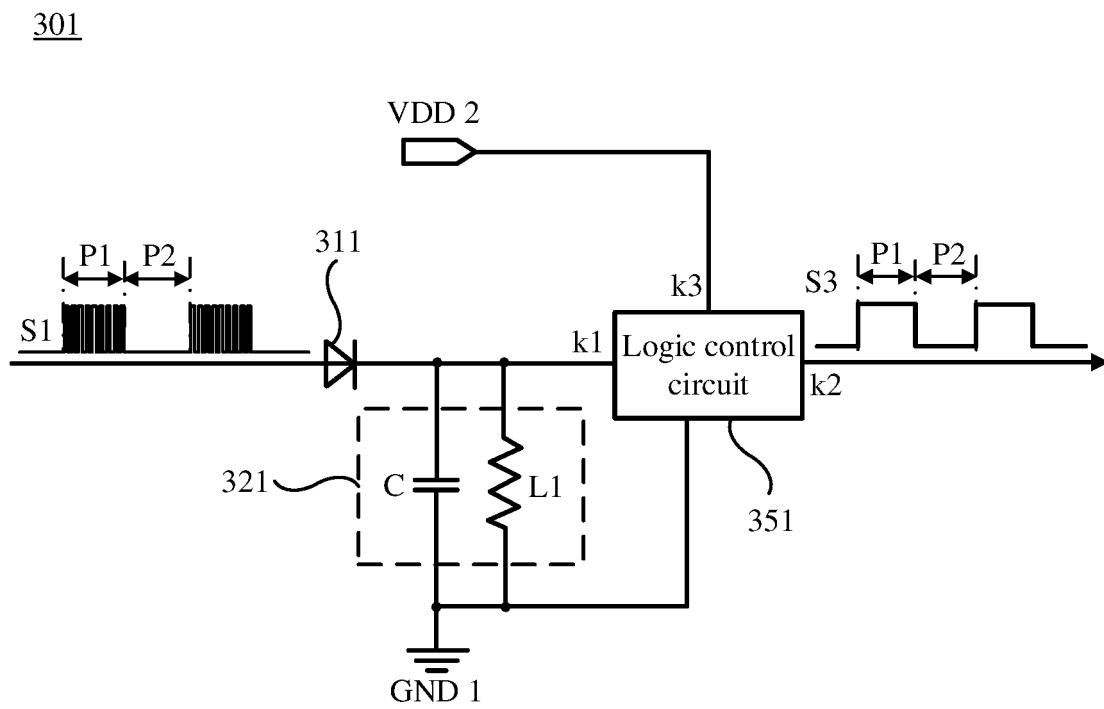 301
VDD 2
P1 P2
311
S1
k3
P1 P2
S3
k1
Logic control
circuit
k2
321
C
L1
351
GND 1